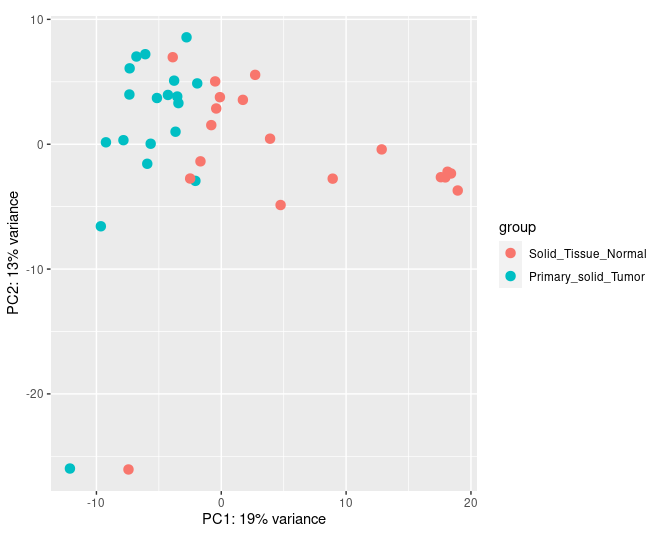 10
0
-10
-20
PC2: 13% variance
-10
0
10
20
PC1: 19% variance
group
Solid_Tissue_Normal
Primary_solid_Tumor